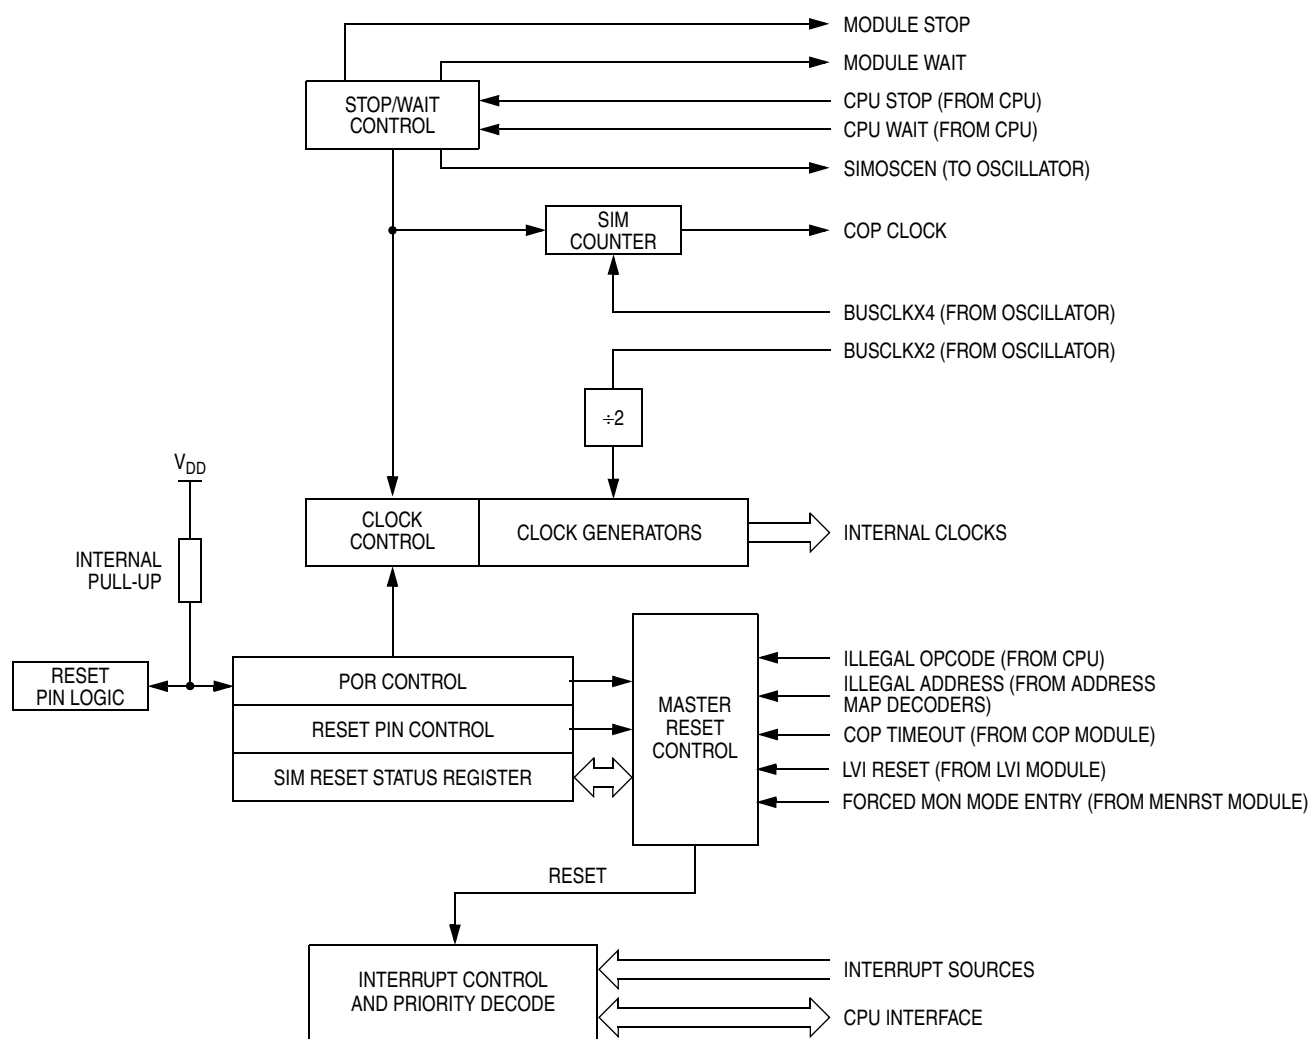 MODULE STOP
MODULE WAIT
STOP/WAIT
CONTROL
CPU STOP (FROM CPU)
CPU WAIT (FROM CPU)
SIMOSCEN (TO OSCILLATOR)
SIM
COUNTER
COP CLOCK
BUSCLKX4 (FROM OSCILLATOR)
BUSCLKX2 (FROM OSCILLATOR)
÷2
VDD
CLOCK
CONTROL
CLOCK GENERATORS
INTERNAL CLOCKS
INTERNAL
PULL-UP
RESET
PIN LOGIC
POR CONTROL
RESET PIN CONTROL
SIM RESET STATUS REGISTER
MASTER
RESET
CONTROL
ILLEGAL OPCODE (FROM CPU)
ILLEGAL ADDRESS (FROM ADDRESS
MAP DECODERS)
COP TIMEOUT (FROM COP MODULE)
LVI RESET (FROM LVI MODULE)
FORCED MON MODE ENTRY (FROM MENRST MODULE)
RESET
INTERRUPT CONTROL
AND PRIORITY DECODE
INTERRUPT SOURCES
CPU INTERFACE